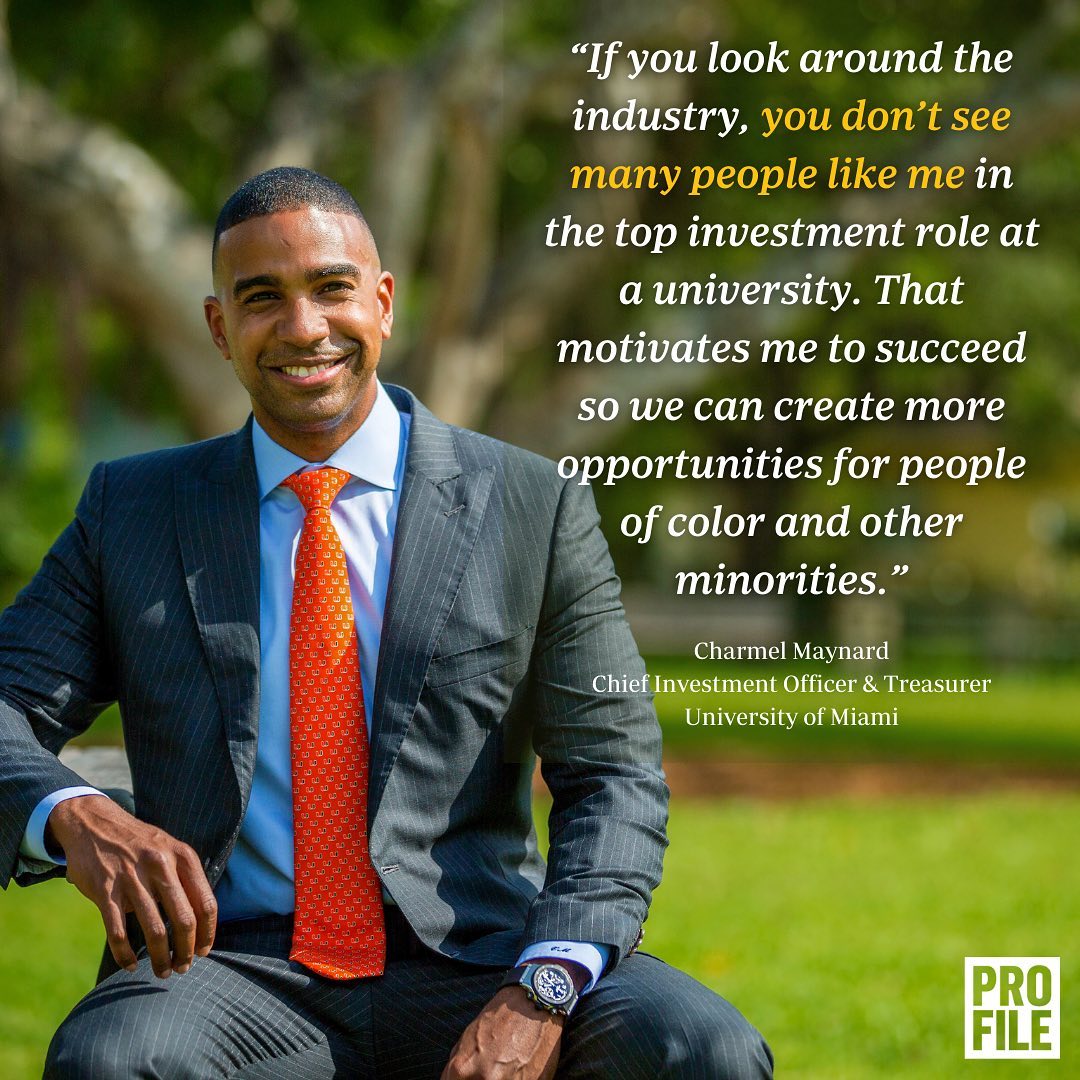 “If you look around the
industry, you don’t see
many people like me in
the top investment role at
a university. That
motivates me to succeed
so we can create more
opportunities for people
of color and other
minorities.”
Charmel Maynard
Chief Investment Officer & Treasurer
University of Miami
PRO
FILE